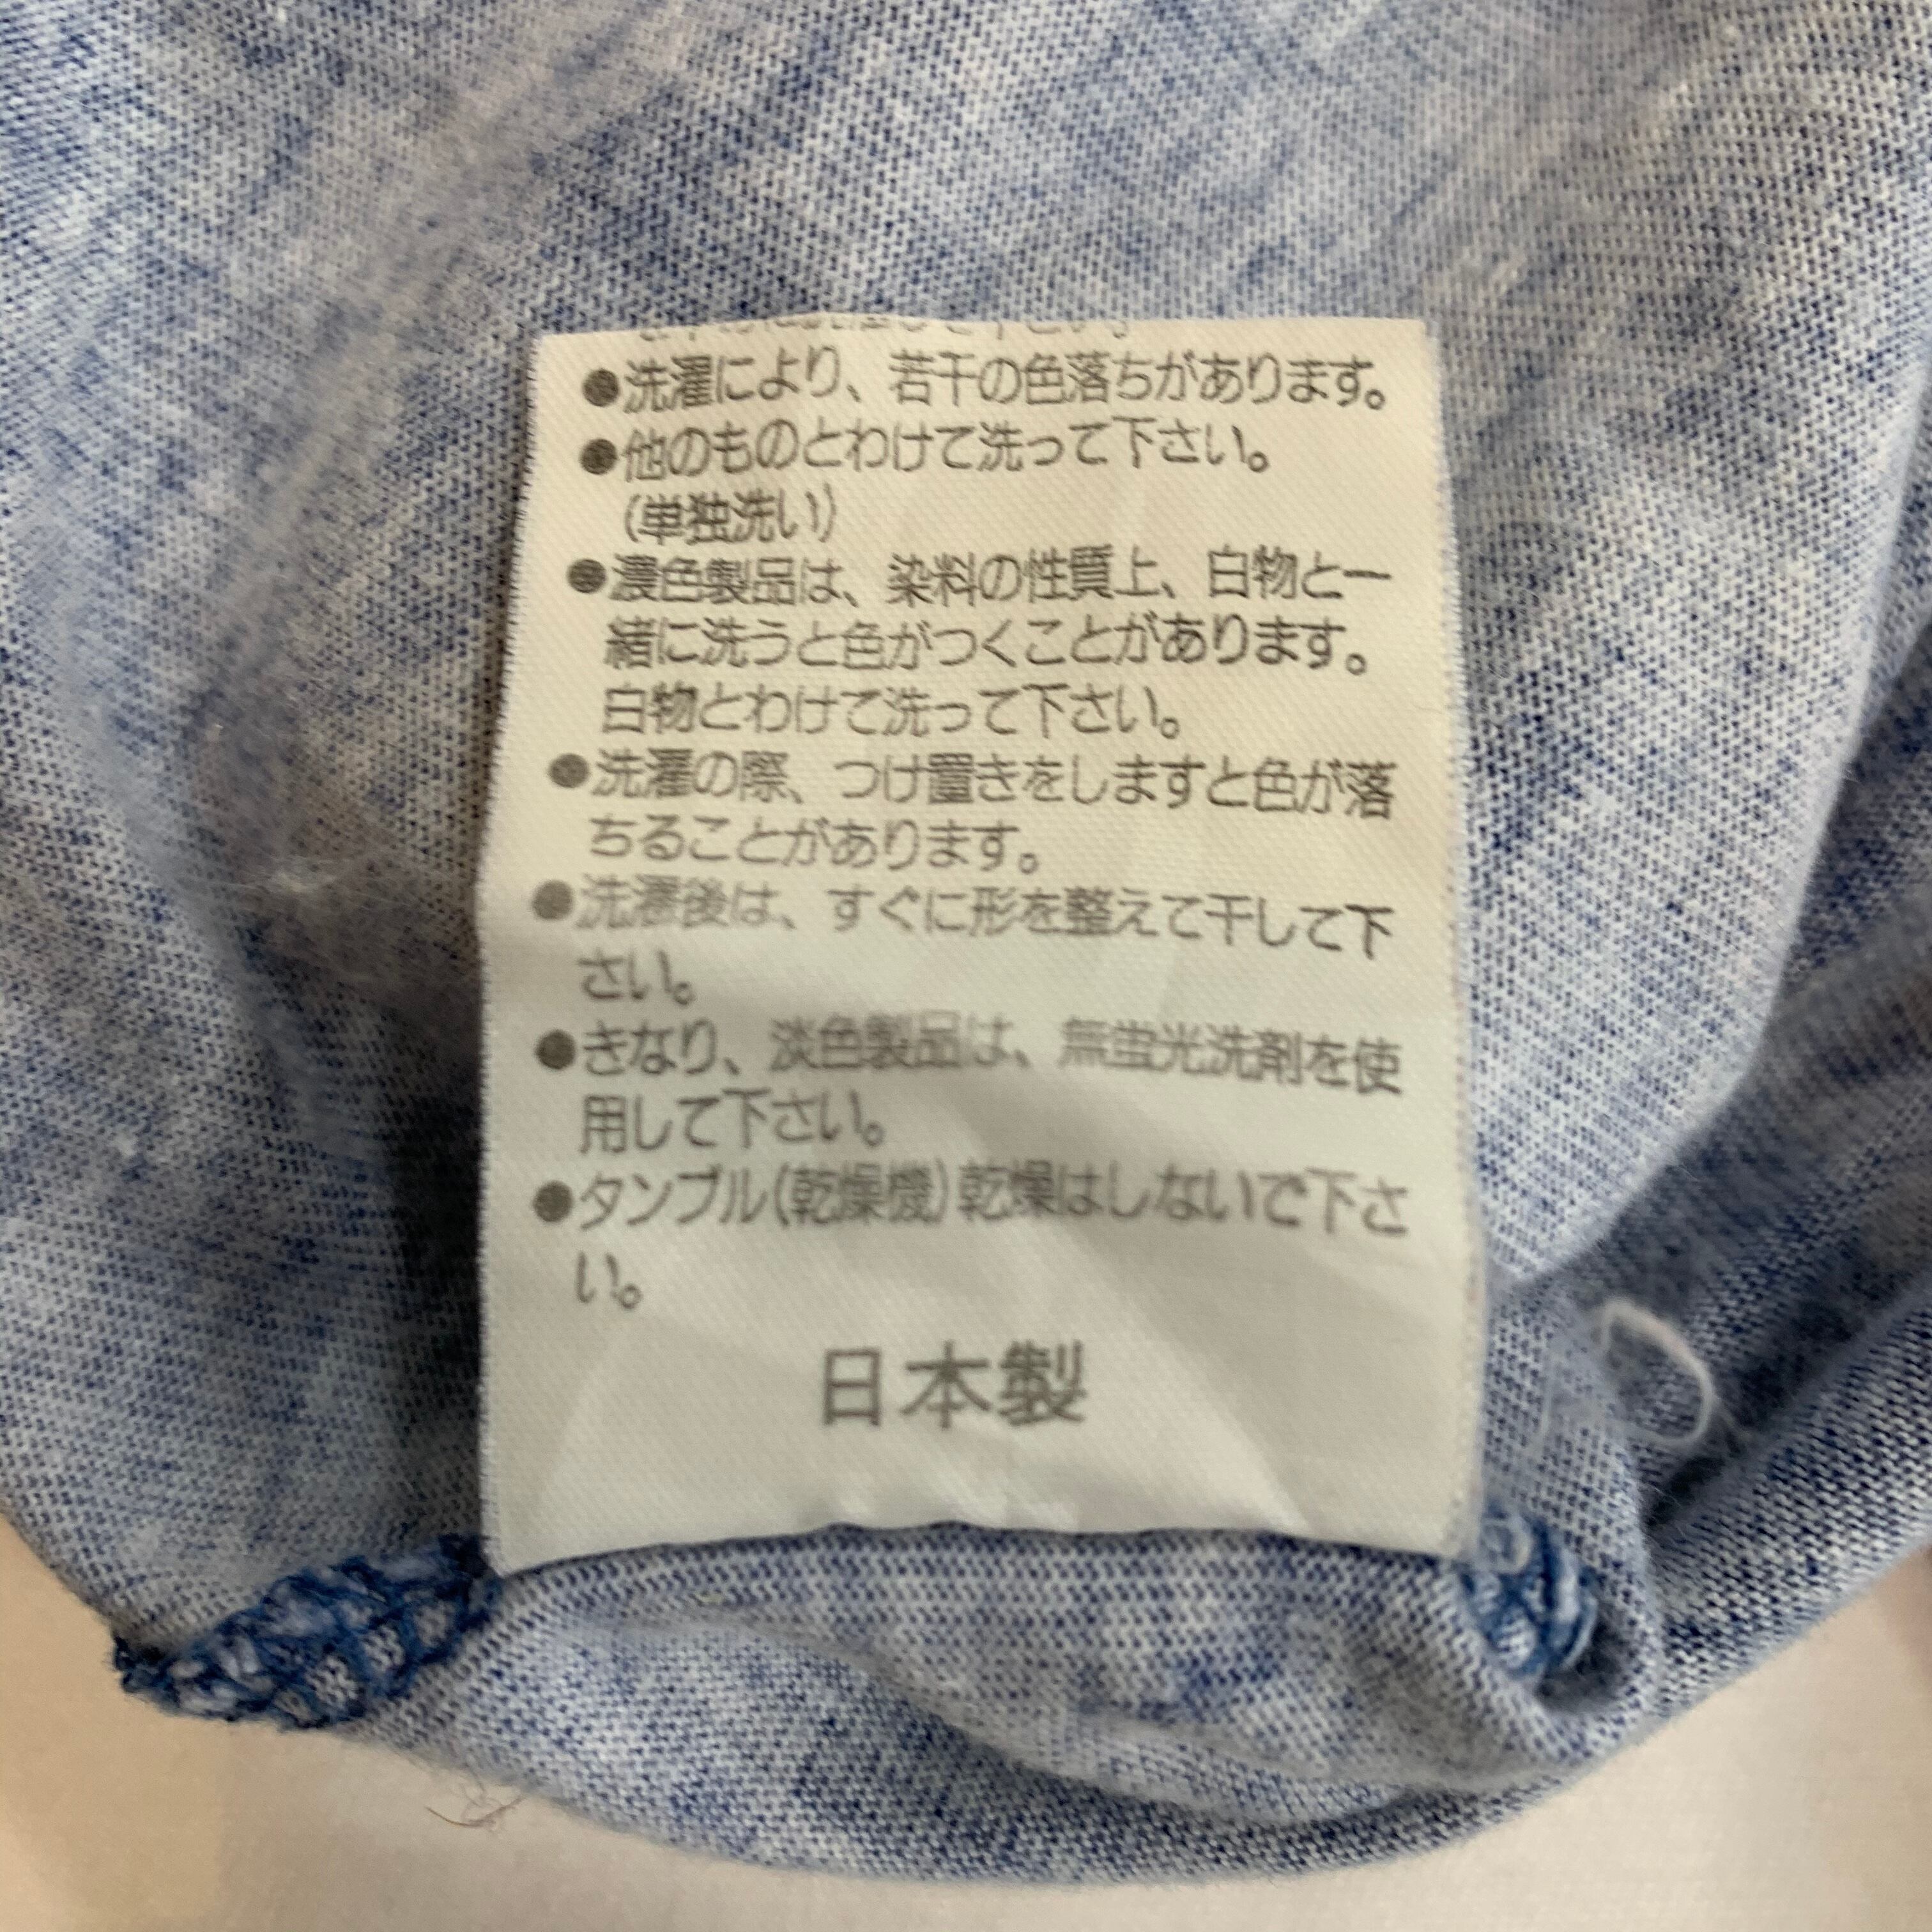 ●洗濯により、若干の色落ちがあります。
●他のものとわけて洗って下さい。
(単独洗い)
●濃色製品は、染料の性質上、白物と一
緒に洗うと色がつくことがあります。
白物とわけて洗って下さい。
●洗濯の際、つけ置きをしますと色が落
ちることがあります。
●洗濯後は、すぐに形を整えて干して下
さい。
●きなり、淡色製品は、無蛍光洗剤を使
用して下さい。
●タンブル(乾燥機)乾燥はしないで下さ
い。
日本製